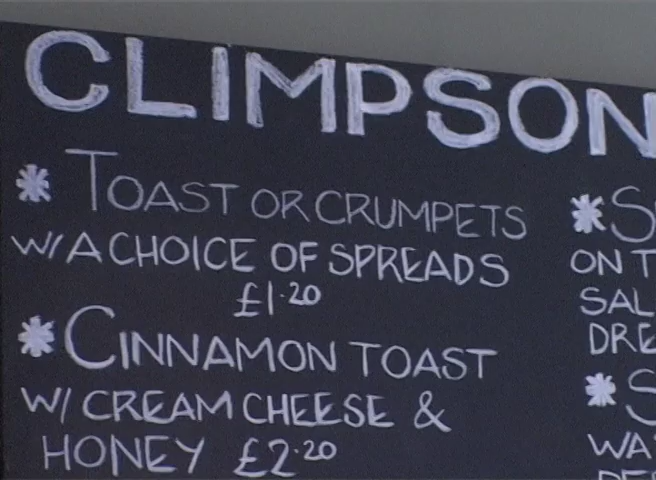 CLIMPSON
* TOAST OR CRUMPETS
W/ A CHOICE OF SPREADS
£1.20
* CINNAMON TOAST
W/ CREAM CHEESE &
HONEY £2.20
*
ON
SAL
DRE
*
WA